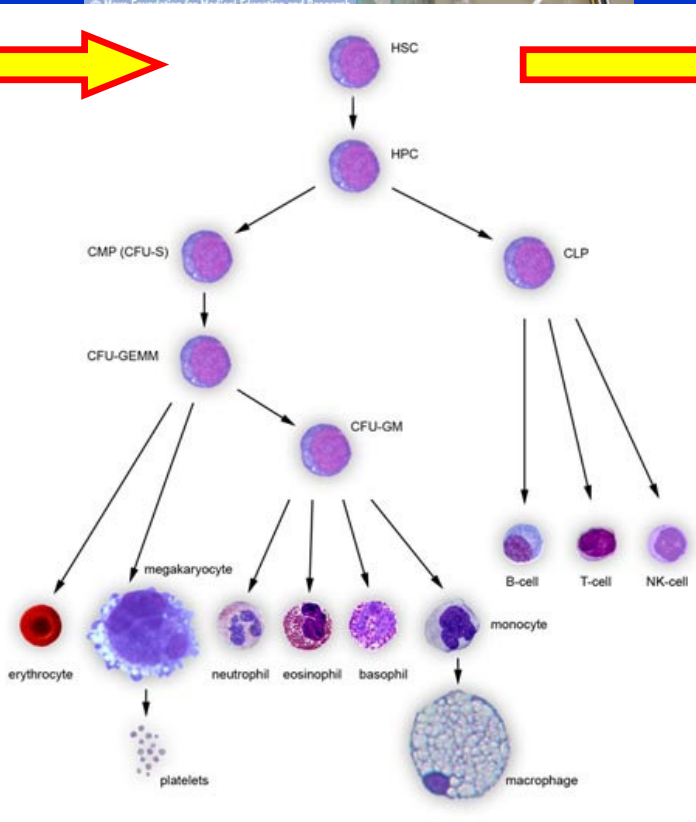 HSC
HPC
CMP (CFU-S)
CLP
CFU-GEMM
CFU-GM
B-cell
T-cell
NK-cell
megakaryocyte
monocyte
erythrocyte
neutrophil
eosinophil
basophil
platelets
macrophage